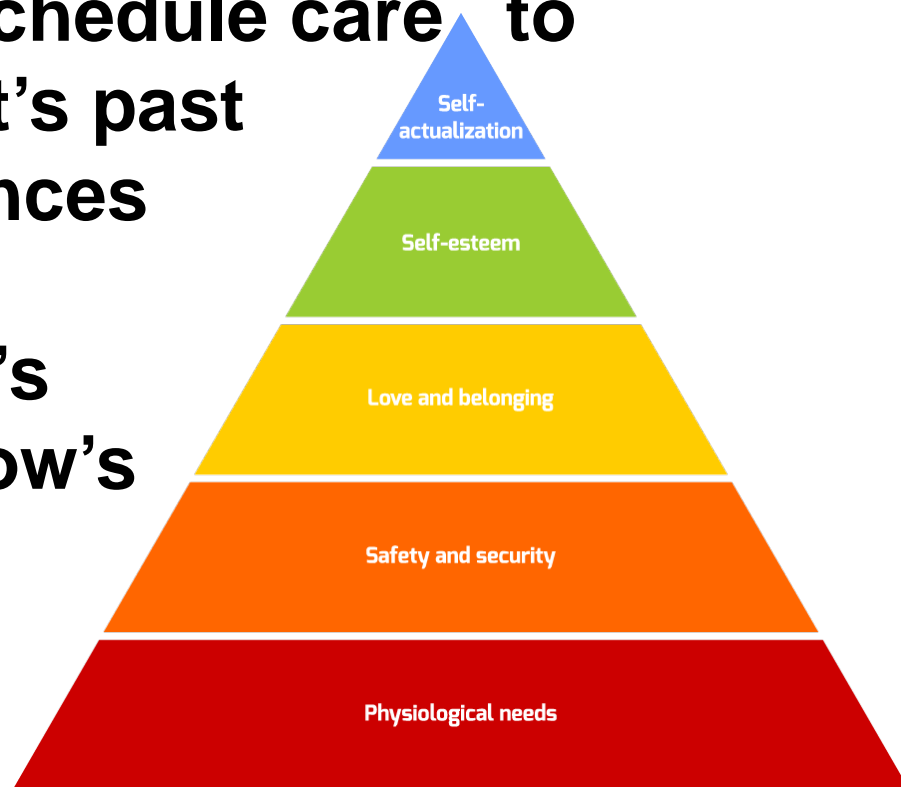 chedule care to
t’s past
nces
’s
ow’s
Self-
actualization
Self-esteem
Love and belonging
Safety and security
Physiological needs